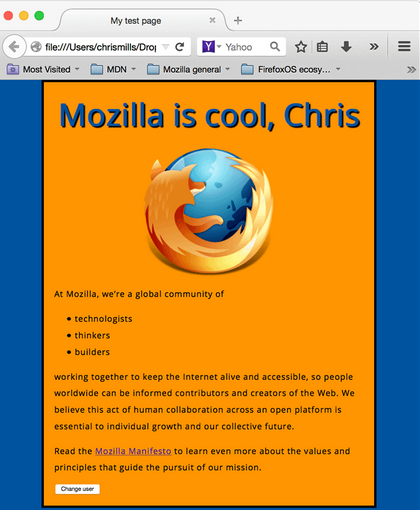 My test page
file:///Users/chrismills/Drop
Yahoo
Most Visited
MDN
Mozilla general
FirefoxOS ecosy...
Mozilla is cool, Chris
At Mozilla, we're a global community of
technologists
thinkers
builders
working together to keep the Internet alive and accessible, so people
worldwide can be informed contributors and creators of the Web. We
believe this act of human collaboration across an open platform is
essential to individual growth and our collective future.
Read the Mozilla Manifesto to learn even more about the values and
principles that guide the pursuit of our mission.
Change user